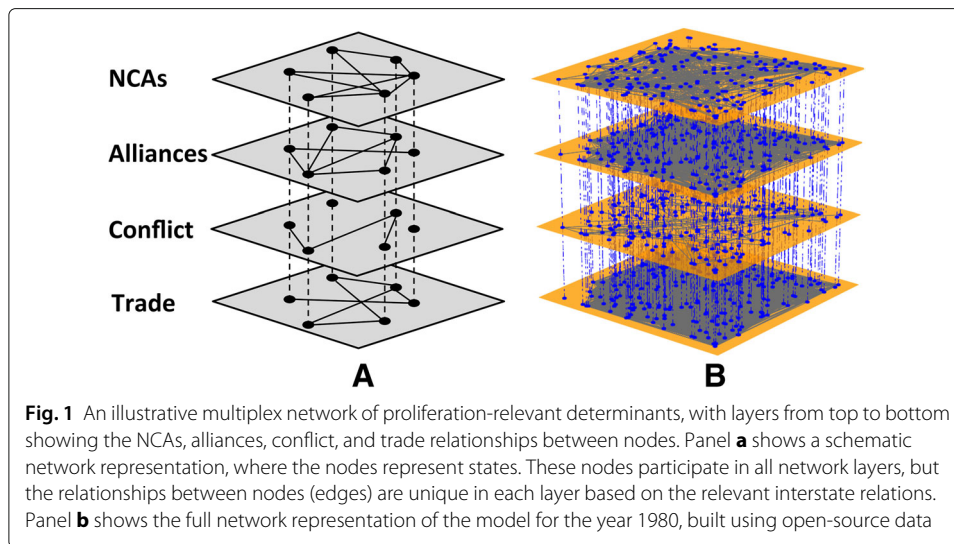 NCAs
Alliances
Conflict
Trade
A
B
Fig. 1 An illustrative multiplex network of proliferation-relevant determinants, with layers from top to bottom
showing the NCAs, alliances, conflict, and trade relationships between nodes. Panel a shows a schematic
network representation, where the nodes represent states. These nodes participate in all network layers, but
the relationships between nodes (edges) are unique in each layer based on the relevant interstate relations.
Panel b shows the full network representation of the model for the year 1980, built using open-source data